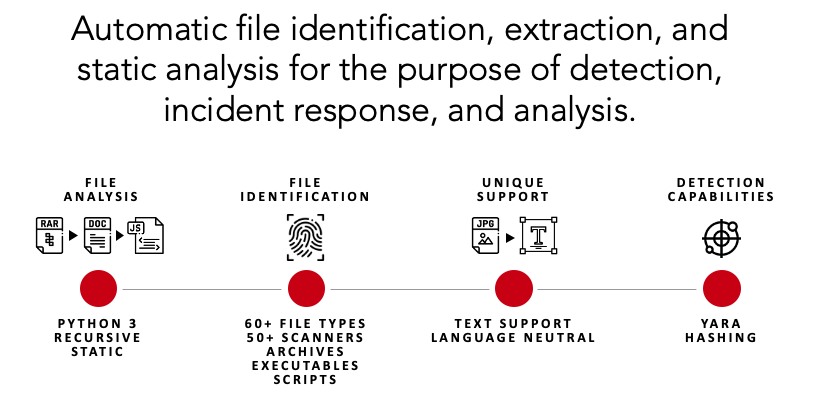 Automatic file identification, extraction, and
static analysis for the purpose of detection,
incident response, and analysis.
FILE
ANALYSIS
RAR
DOC
JS
PYTHON 3
RECURSIVE
STATIC
FILE
IDENTIFICATION
60+ FILE TYPES
50+ SCANNERS
ARCHIVES
EXECUTABLES
SCRIPTS
UNIQUE
SUPPORT
JPG
T
TEXT SUPPORT
LANGUAGE NEUTRAL
DETECTION
CAPABILITIES
YARA
HASHING